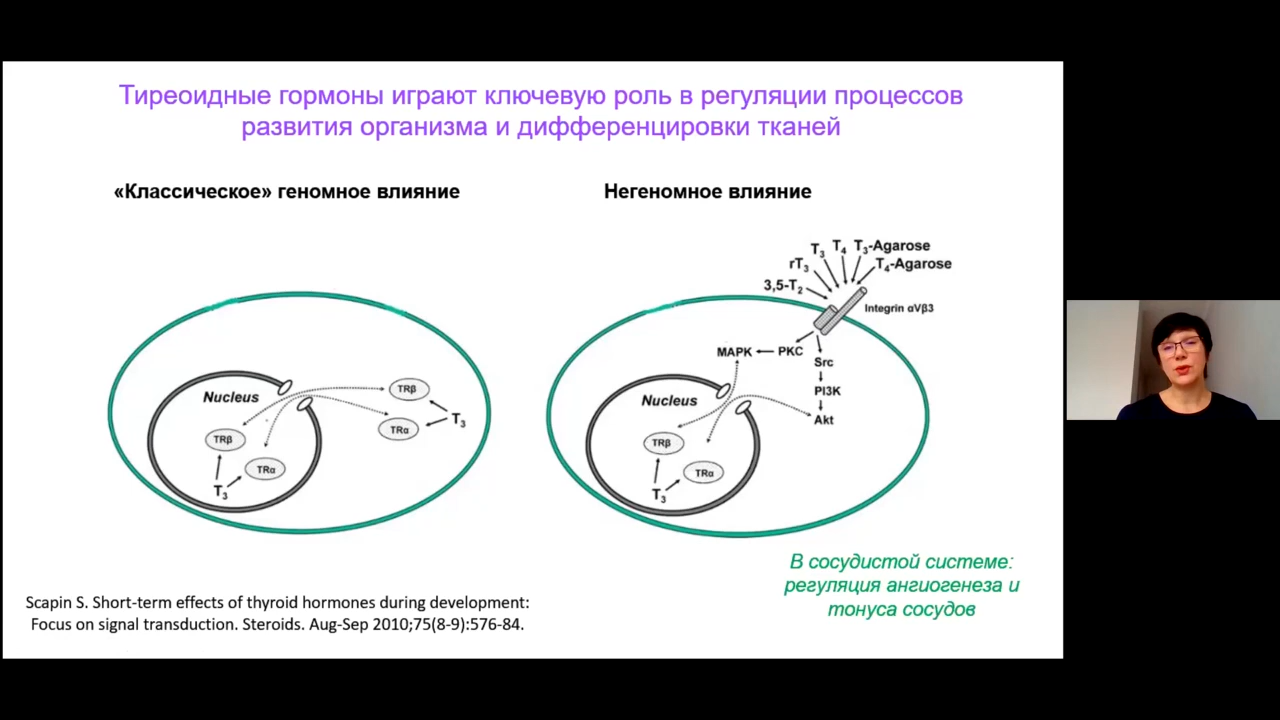 Тиреоидные гормоны играют ключевую роль в регуляции процессов
развития организма и дифференцировки тканей
«Классическое» геномное влияние
Nucleus
TRβ
TRα
T3
TRβ
TRα
T3
Негеномное влияние
T3
T4
T3-Agarose
rT3
T4-Agarose
3,5-T2
Integrin αVβ3
MAPK
PKC
Src
PI3K
Akt
Nucleus
TRβ
TRα
T3
В сосудистой системе:
регуляция ангиогенеза и
тонуса сосудов
Scapin S. Short-term effects of thyroid hormones during development:
Focus on signal transduction. Steroids. Aug-Sep 2010;75(8-9):576-84.